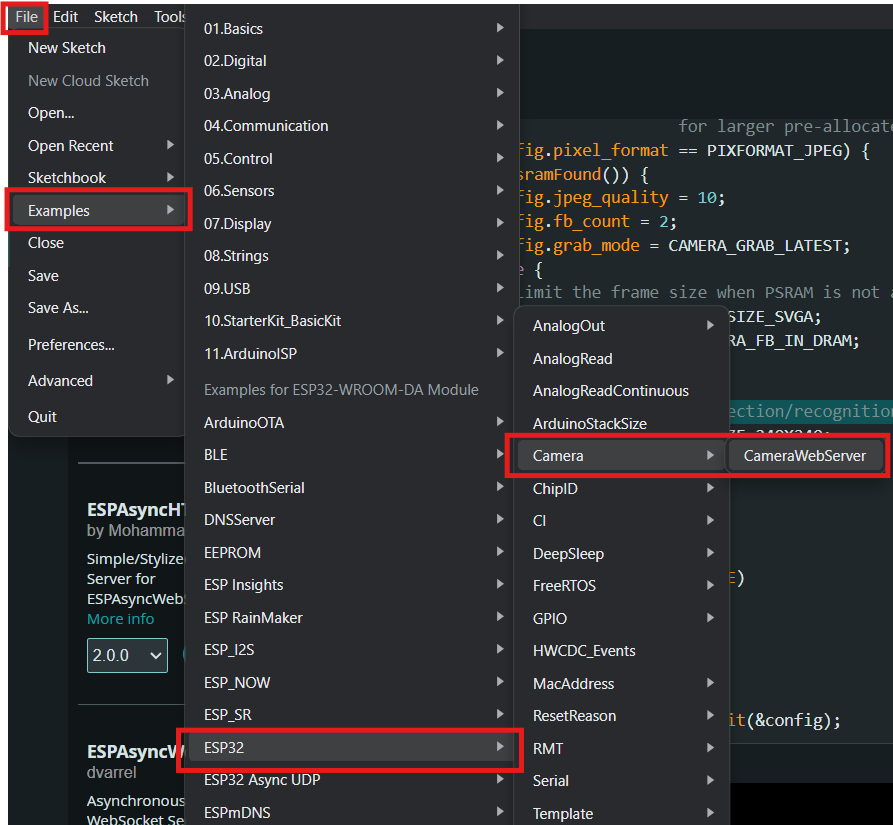 File Edit Sketch Tools
New Sketch
New Cloud Sketch
Open...
Open Recent
Sketchbook
Examples
Close
Save
Save As...
Preferences...
Advanced
Quit
01.Basics
02.Digital
03.Analog
04.Communication
05.Control
06.Sensors
07.Display
08.Strings
09.USB
10.StarterKit_BasicKit
11.ArduinoISP
Examples for ESP32-WROOM-DA Module
ArduinoOTA
BLE
BluetoothSerial
DNSServer
EEPROM
ESP Insights
ESP RainMaker
ESP_I2S
ESP_NOW
ESP_SR
ESP32
ESP32 Async UDP
ESPmDNS
AnalogOut
AnalogRead
AnalogReadContinuous
ArduinoStackSize
Camera
ChipID
CI
DeepSleep
FreeRTOS
GPIO
HWCDC_Events
MacAddress
ResetReason
RMT
Serial
Template
CameraWebServer
for larger pre-allocate
fig.pixel_format == PIXFORMAT_JPEG) {
sramFound()) {
fig.jpeg_quality = 10;
fig.fb_count = 2;
fig.grab_mode = CAMERA_GRAB_LATEST;
e {
imit the frame size when PSRAM is not a
SIZE_SVGA;
RA_FB_IN_DRAM;
ection/recognition
ZE_240X240;
E)
it(&config);
ESPAsyncHT
by Mohamma
Simple/Stylize
Server for
ESPAsyncWebS
More info
2.0.0
ESPAsyncW
dvarrel
Asynchronous
WebSocket Se